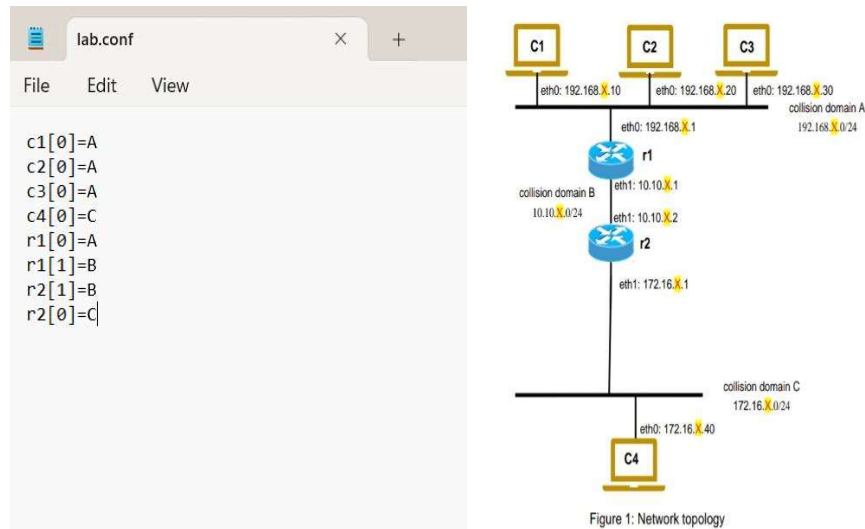 lab.conf × +
File Edit View
c1[0]=A
c2[0]=A
c3[0]=A
c4[0]=C
r1[0]=A
r1[1]=B
r2[1]=B
r2[0]=C
C1 C2 C3
eth0: 192.168.X.10 eth0: 192.168.X.20 eth0: 192.168.X.30
collision domain A
192.168.X.0/24
eth0: 192.168.X.1
r1
eth1: 10.10.X.1
collision domain B
10.10.X.0/24
eth1: 10.10.X.2
r2
eth1: 172.16.X.1
collision domain C
172.16.X.0/24
eth0: 172.16.X.40
C4
Figure 1: Network topology